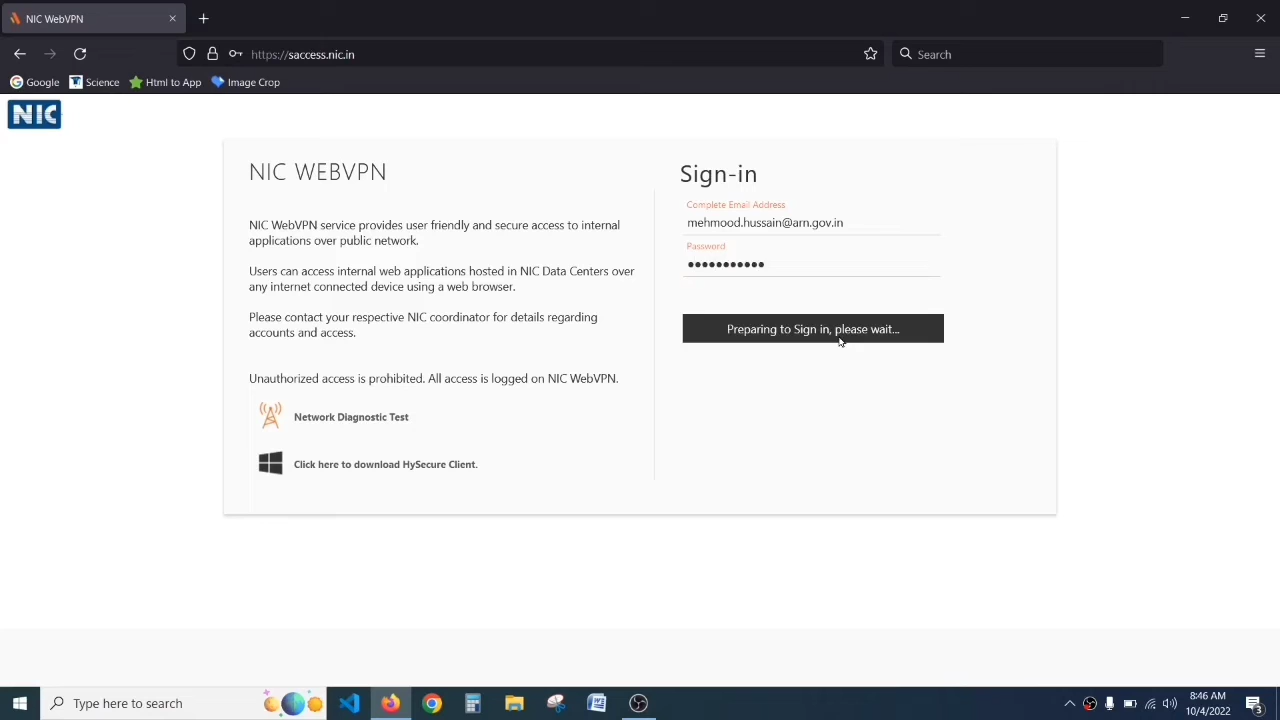 NIC WebVPN
https://saccess.nic.in
Search
Google
Science
Html to App
Image Crop
NIC
NIC WEBVPN
NIC WebVPN service provides user friendly and secure access to internal
applications over public network.
Users can access internal web applications hosted in NIC Data Centers over
any internet connected device using a web browser.
Please contact your respective NIC coordinator for details regarding
accounts and access.
Unauthorized access is prohibited. All access is logged on NIC WebVPN.
Network Diagnostic Test
Click here to download HySecure Client.
Sign-in
Complete Email Address
mehmood.hussain@arn.gov.in
Password
●●●●●●●●●●●
Preparing to Sign in, please wait...
Type here to search
8:46 AM
10/4/2022
3